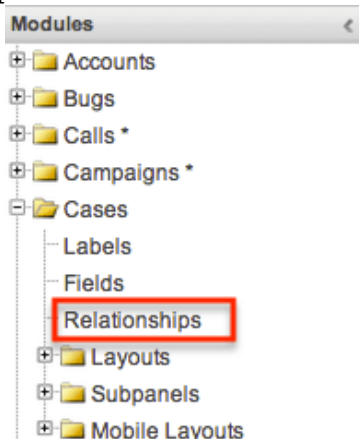 Modules
Accounts
Bugs
Calls *
Campaigns *
Cases
Labels
Fields
Relationships
Layouts
Subpanels
Mobile Layouts